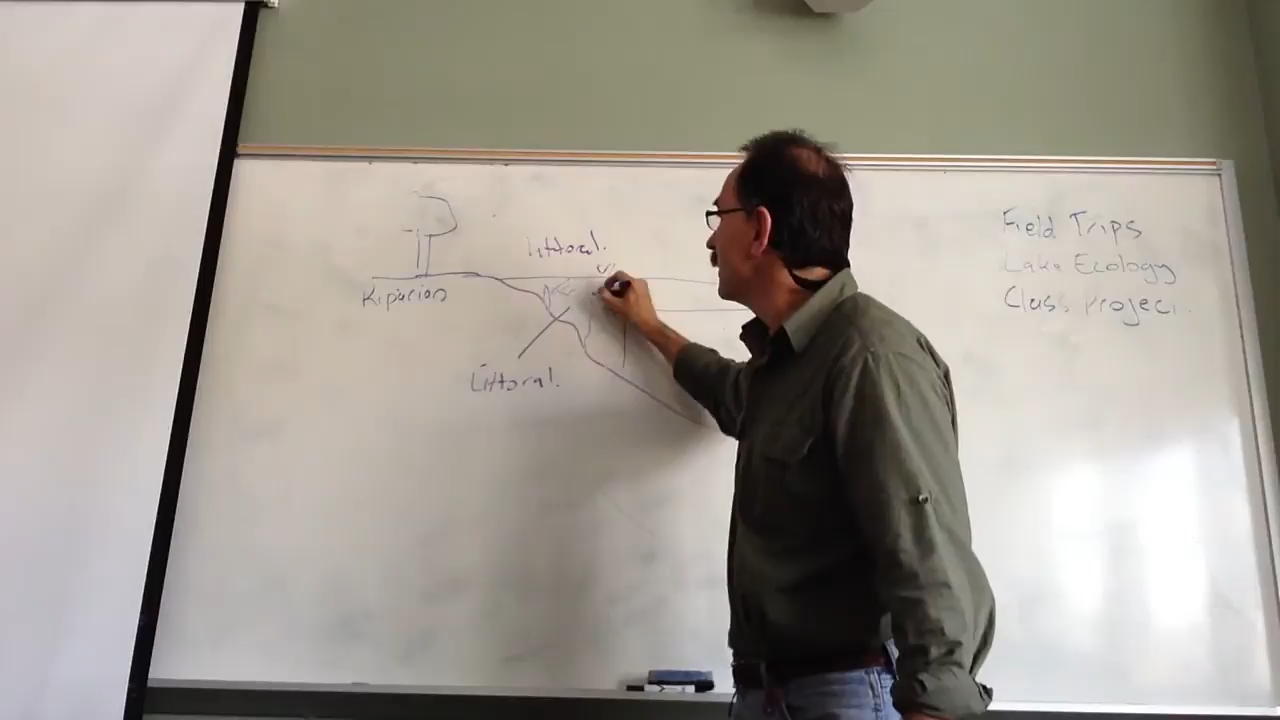 littoral.
Riparian
Littoral.
Field Trips
Lake Ecology
Class Project.